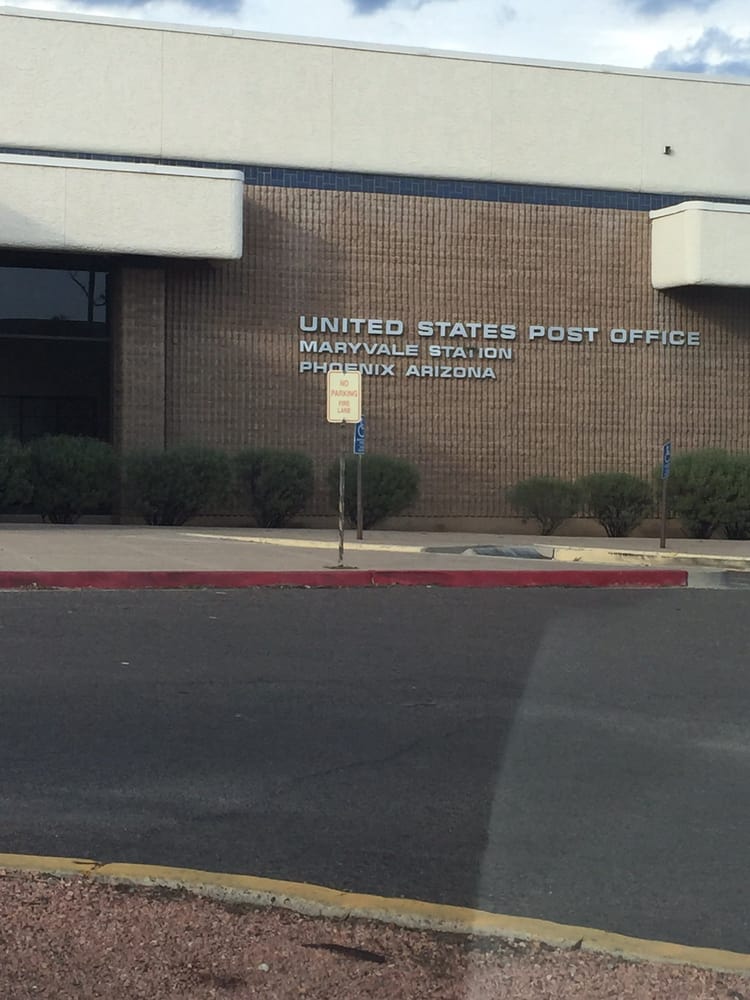 UNITED STATES POST OFFICE
MARYVALE STATION
PHOENIX ARIZONA
NO
PARKING
FIRE
LANE